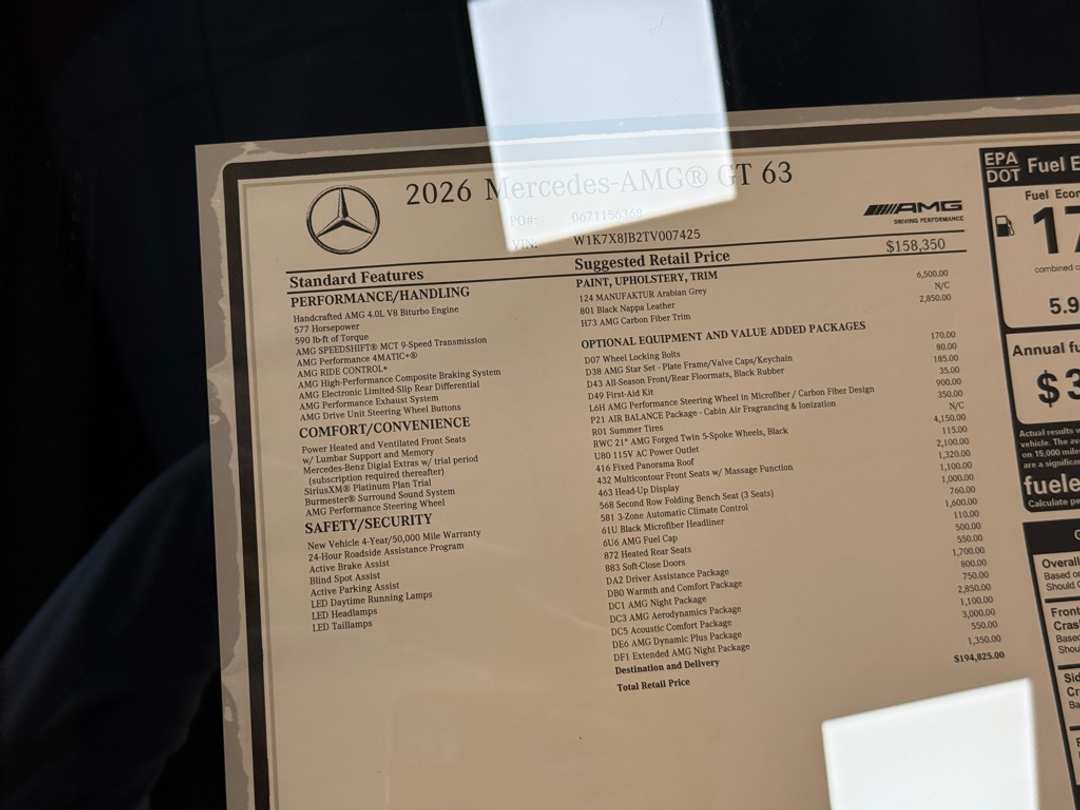 2026 Mercedes-AMG® GT 63
PO#: 0671156368
VIN: W1K7X8JB2TV007425
AMG
DRIVING PERFORMANCE
Standard Features
PERFORMANCE/HANDLING
Handcrafted AMG 4.0L V8 Biturbo Engine
577 Horsepower
590 lb-ft of Torque
AMG SPEEDSHIFT® MCT 9-Speed Transmission
AMG Performance 4MATIC+®
AMG RIDE CONTROL+
AMG High-Performance Composite Braking System
AMG Electronic Limited-Slip Rear Differential
AMG Performance Exhaust System
AMG Drive Unit Steering Wheel Buttons
COMFORT/CONVENIENCE
Power Heated and Ventilated Front Seats
w/ Lumbar Support and Memory
Mercedes-Benz Digial Extras w/ trial period
(subscription required thereafter)
SiriusXM® Platinum Plan Trial
Burmester® Surround Sound System
AMG Performance Steering Wheel
SAFETY/SECURITY
New Vehicle 4-Year/50,000 Mile Warranty
24-Hour Roadside Assistance Program
Active Brake Assist
Blind Spot Assist
Active Parking Assist
LED Daytime Running Lamps
LED Headlamps
LED Taillamps
Suggested Retail Price $158,350
PAINT, UPHOLSTERY, TRIM
124 MANUFAKTUR Arabian Grey 6,500.00
801 Black Nappa Leather N/C
H73 AMG Carbon Fiber Trim 2,850.00
OPTIONAL EQUIPMENT AND VALUE ADDED PACKAGES
D07 Wheel Locking Bolts 170.00
D38 AMG Star Set - Plate Frame/Valve Caps/Keychain 80.00
D43 All-Season Front/Rear Floormats, Black Rubber 185.00
D49 First-Aid Kit 35.00
L6H AMG Performance Steering Wheel in Microfiber / Carbon Fiber Design 900.00
P21 AIR BALANCE Package - Cabin Air Fragrancing & Ionization 350.00
R01 Summer Tires N/C
RWC 21" AMG Forged Twin 5-Spoke Wheels, Black 4,150.00
U80 115V AC Power Outlet 115.00
416 Fixed Panorama Roof 2,100.00
432 Multicontour Front Seats w/ Massage Function 1,320.00
463 Head-Up Display 1,100.00
568 Second Row Folding Bench Seat (3 Seats) 1,000.00
581 3-Zone Automatic Climate Control 760.00
61U Black Microfiber Headliner 1,600.00
6U6 AMG Fuel Cap 110.00
872 Heated Rear Seats 500.00
883 Soft-Close Doors 550.00
DA2 Driver Assistance Package 1,700.00
DB0 Warmth and Comfort Package 800.00
DC1 AMG Night Package 750.00
DC3 AMG Aerodynamics Package 2,850.00
DC5 Acoustic Comfort Package 1,100.00
DE6 AMG Dynamic Plus Package 3,000.00
DF1 Extended AMG Night Package 550.00
Destination and Delivery 1,350.00
Total Retail Price $194,825.00
EPA
DOT
Fuel E
Fuel Econ
17
combined c
5.9
Annual fu
$3
Actual results w
vehicle. The ave
on 15,000 mile
are a significan
fuele
Calculate pe
Overall
Based on
Should O
Front
Cras
Base
Shou
Sid
Cr
Ba